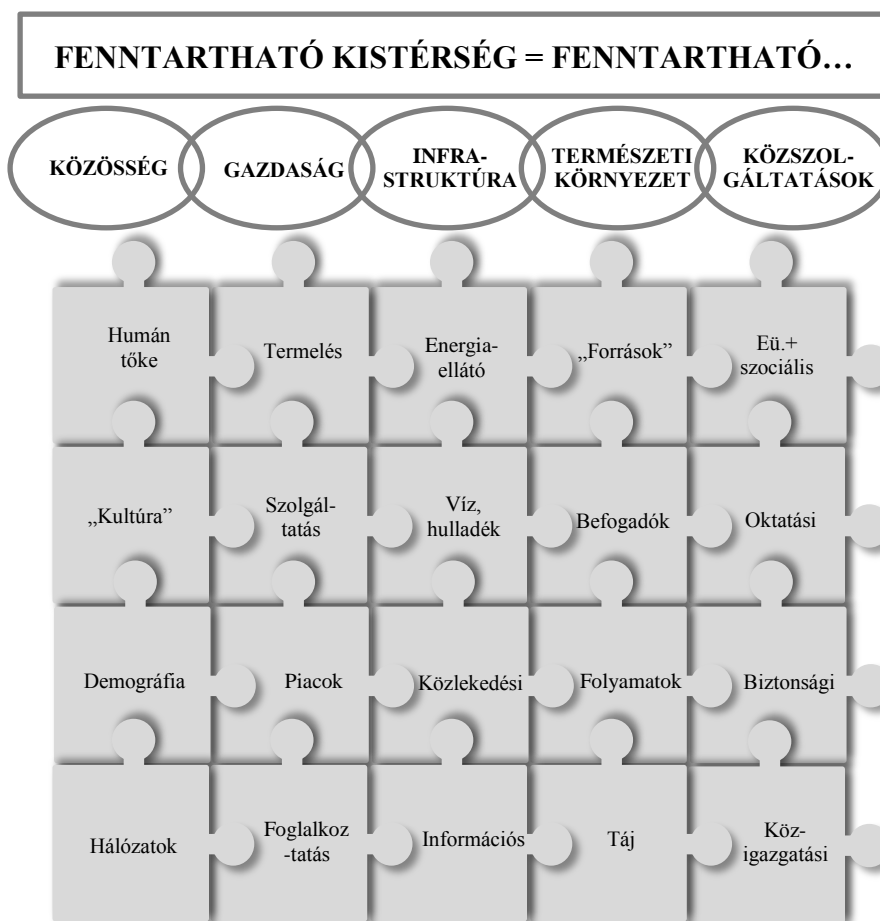 FENNTARTHATÓ KISTÉRSÉG = FENNTARTHATÓ…
KÖZÖSSÉG
GAZDASÁG
INFRA-
STRUKTÚRA
TERMÉSZETI
KÖRNYEZET
KÖZSZOL-
GÁLTATÁSOK
Humán
tőke
Termelés
Energia-
ellátó
„Források”
Eü.+
szociális
„Kultúra”
Szolgál-
tatás
Víz,
hulladék
Befogadók
Oktatási
Demográfia
Piacok
Közlekedési
Folyamatok
Biztonsági
Hálózatok
Foglalkoz
-tatás
Információs
Táj
Köz-
igazgatási